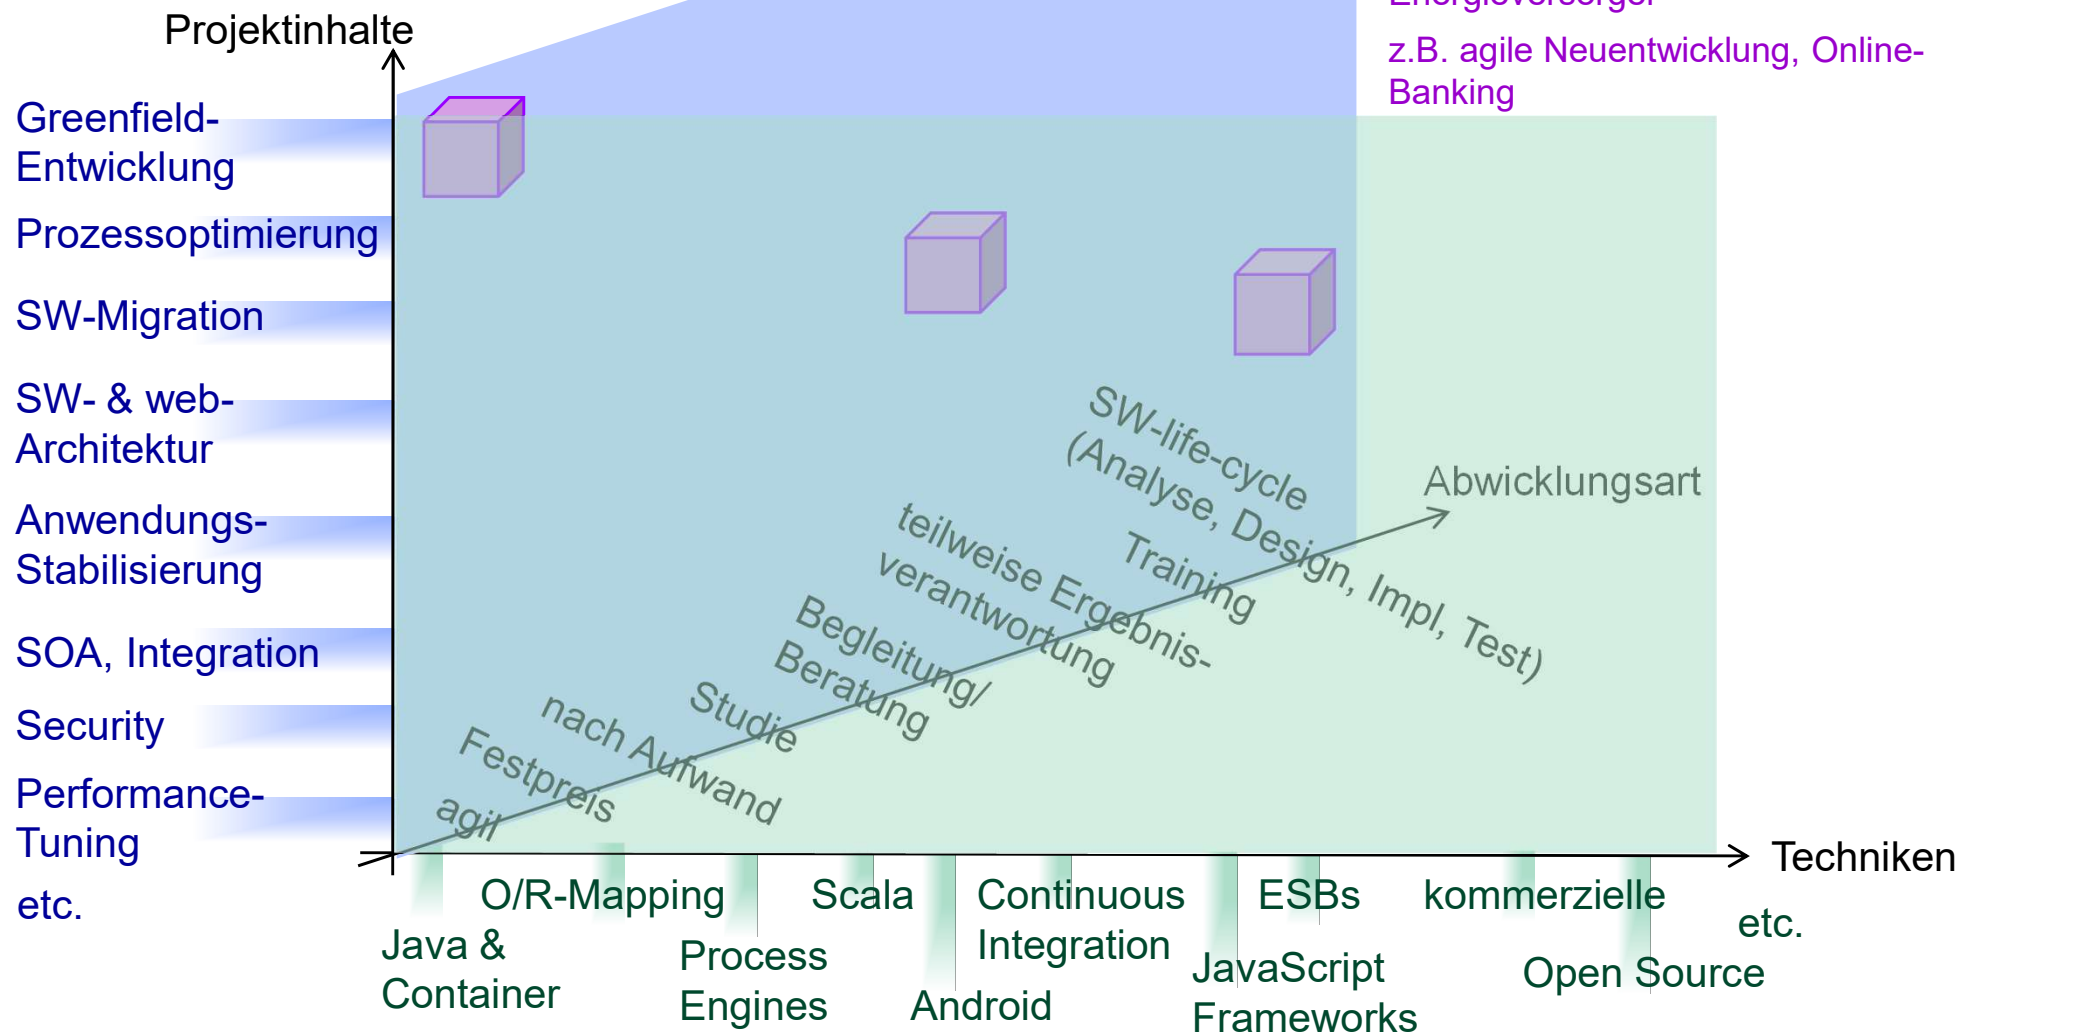 Energieversorger
z.B. agile Neuentwicklung, Online-
Banking
Projektinhalte
Greenfield-
Entwicklung
Prozessoptimierung
SW-Migration
SW- & web-
Architektur
Anwendungs-
Stabilisierung
SOA, Integration
Security
Performance-
Tuning
etc.
SW-life-cycle
(Analyse, Design, Impl, Test)
Abwicklungsart
Training
teilweise Ergebnis-
verantwortung
Begleitung/
Beratung
Studie
nach Aufwand
Festpreis
agil
Techniken
O/R-Mapping
Scala
Continuous
Integration
ESBs
kommerzielle
etc.
Java &
Container
Process
Engines
Android
JavaScript
Frameworks
Open Source